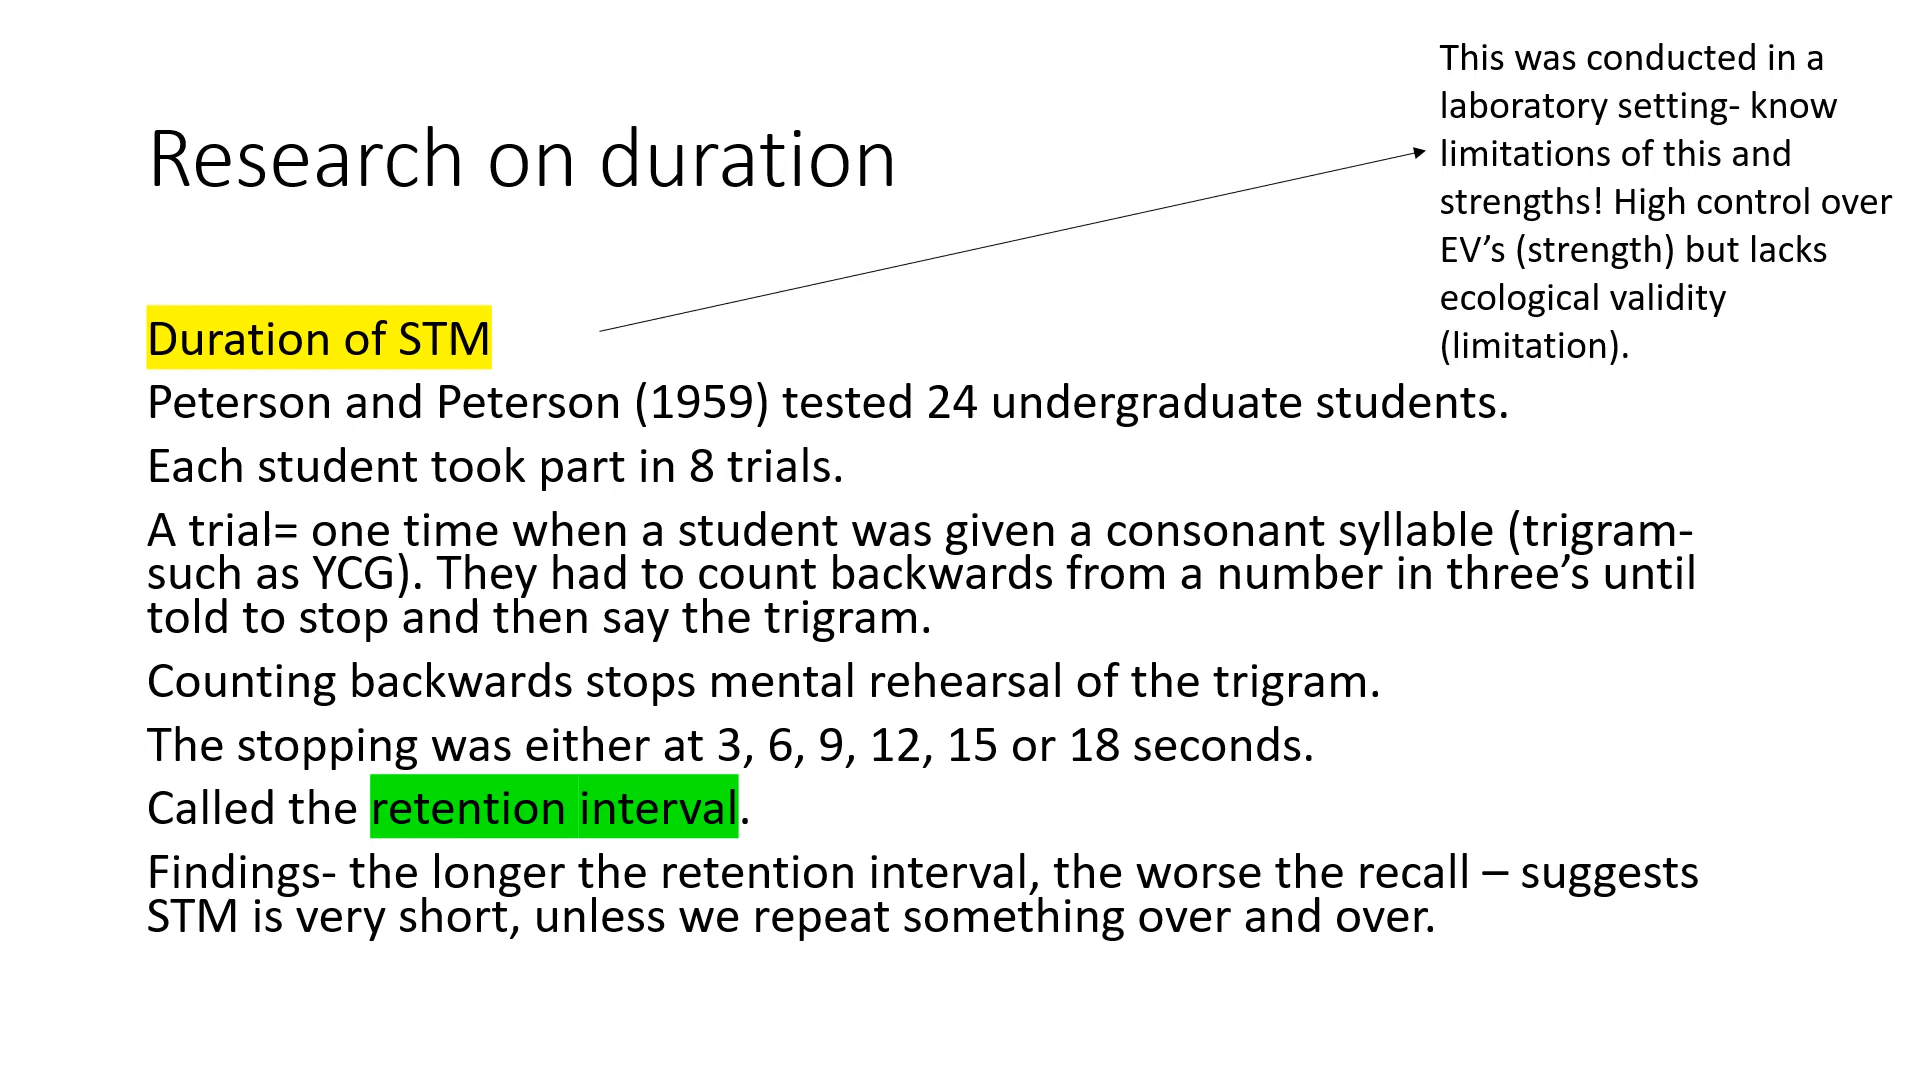 Research on duration
This was conducted in a
laboratory setting- know
limitations of this and
strengths! High control over
EV’s (strength) but lacks
ecological validity
(limitation).
Duration of STM
Peterson and Peterson (1959) tested 24 undergraduate students.
Each student took part in 8 trials.
A trial= one time when a student was given a consonant syllable (trigram-
such as YCG). They had to count backwards from a number in three’s until
told to stop and then say the trigram.
Counting backwards stops mental rehearsal of the trigram.
The stopping was either at 3, 6, 9, 12, 15 or 18 seconds.
Called the retention interval.
Findings- the longer the retention interval, the worse the recall – suggests
STM is very short, unless we repeat something over and over.